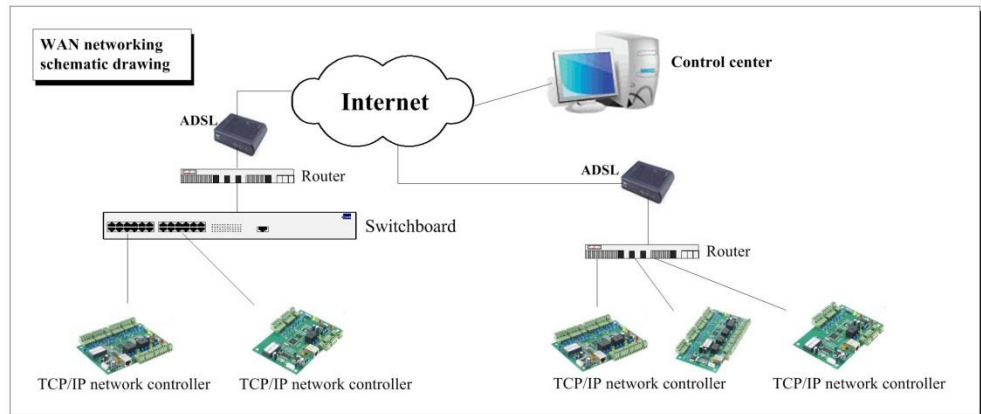 WAN networking
schematic drawing
Internet
Control center
ADSL
Router
Switchboard
TCP/IP network controller
TCP/IP network controller
ADSL
Router
TCP/IP network controller
TCP/IP network controller